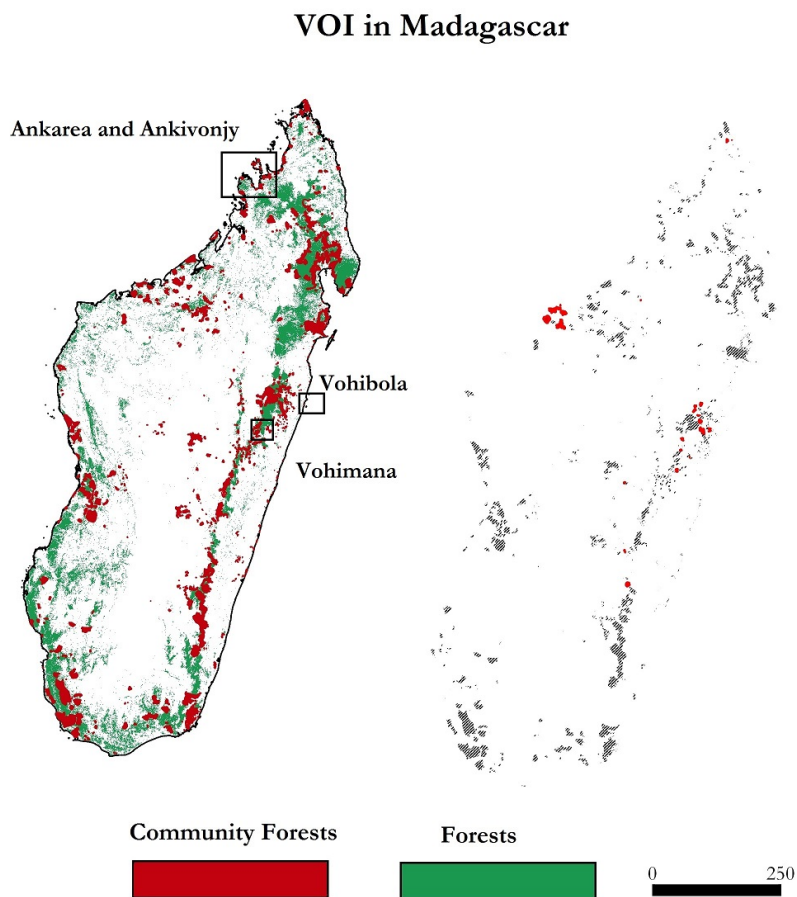 VOI in Madagascar
Ankarea and Ankivonjy
Vohibola
Vohimana
Community Forests
Forests
0
250